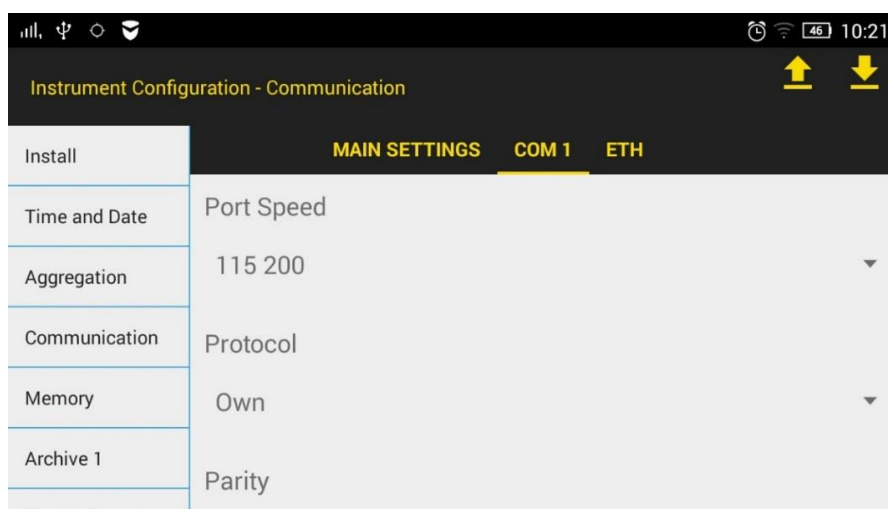 46 10:21
Instrument Configuration - Communication
MAIN SETTINGS COM 1 ETH
Install
Time and Date
Aggregation
Communication
Memory
Archive 1
Port Speed
115 200
Protocol
Own
Parity